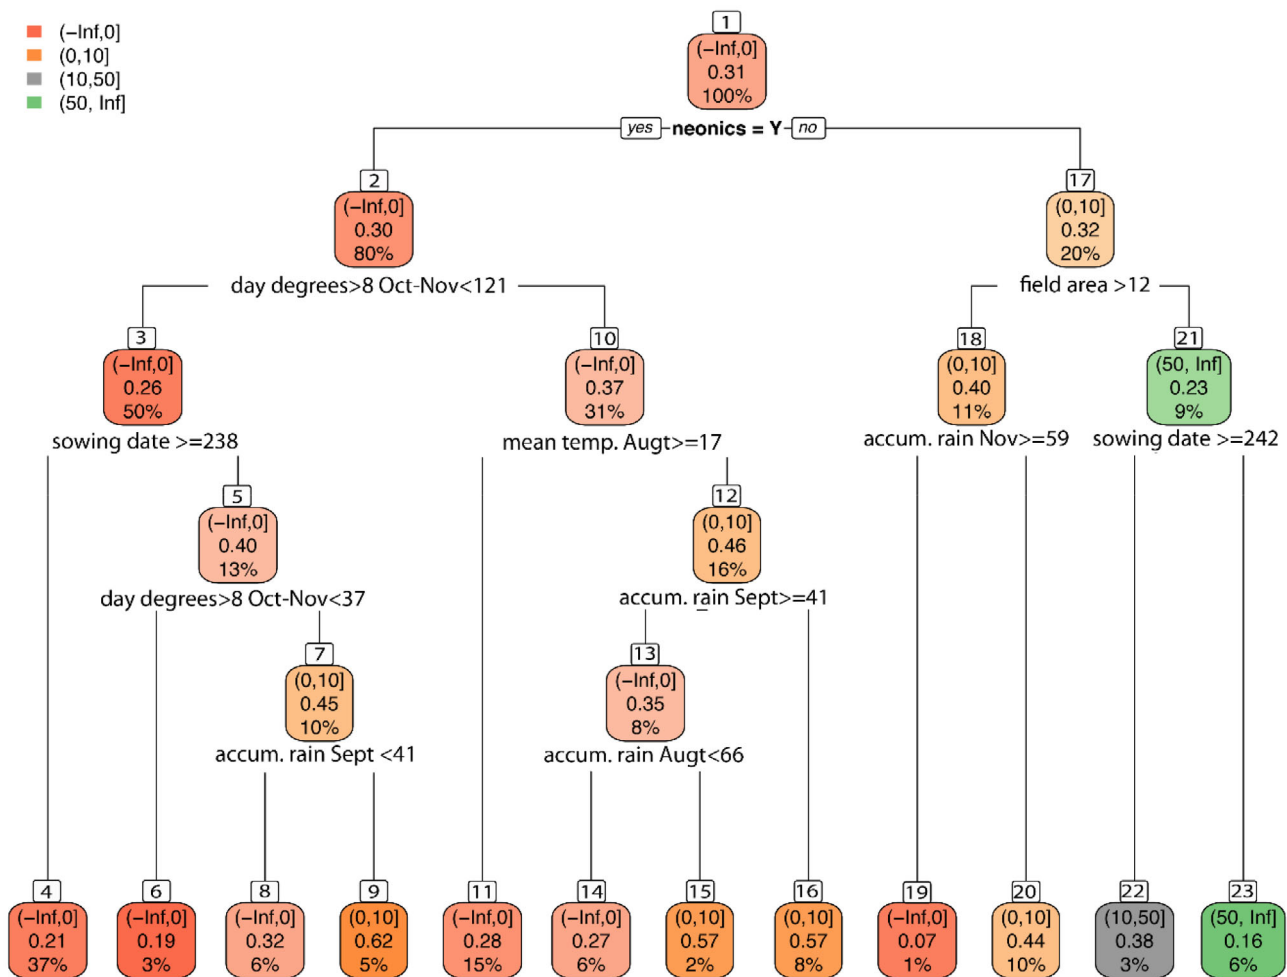 (−Inf,0]
(0,10]
(10,50]
(50, Inf]
1
(−Inf,0]
0.31
100%
yes neonics = Y no
2
(−Inf,0]
0.30
80%
17
(0,10]
0.32
20%
day degrees>8 Oct-Nov<121
field area >12
3
(−Inf,0]
0.26
50%
10
(−Inf,0]
0.37
31%
18
(0,10]
0.40
11%
21
(50, Inf]
0.23
9%
sowing date >=238
mean temp. Augt>=17
accum. rain Nov>=59
sowing date >=242
5
(−Inf,0]
0.40
13%
12
(0,10]
0.46
16%
day degrees>8 Oct-Nov<37
accum. rain Sept>=41
7
(0,10]
0.45
10%
13
(−Inf,0]
0.35
8%
accum. rain Sept <41
accum. rain Augt<66
4
(−Inf,0]
0.21
37%
6
(−Inf,0]
0.19
3%
8
(−Inf,0]
0.32
6%
9
(0,10]
0.62
5%
11
(−Inf,0]
0.28
15%
14
(−Inf,0]
0.27
6%
15
(0,10]
0.57
2%
16
(0,10]
0.57
8%
19
(−Inf,0]
0.07
1%
20
(0,10]
0.44
10%
22
(10,50]
0.38
3%
23
(50, Inf]
0.16
6%